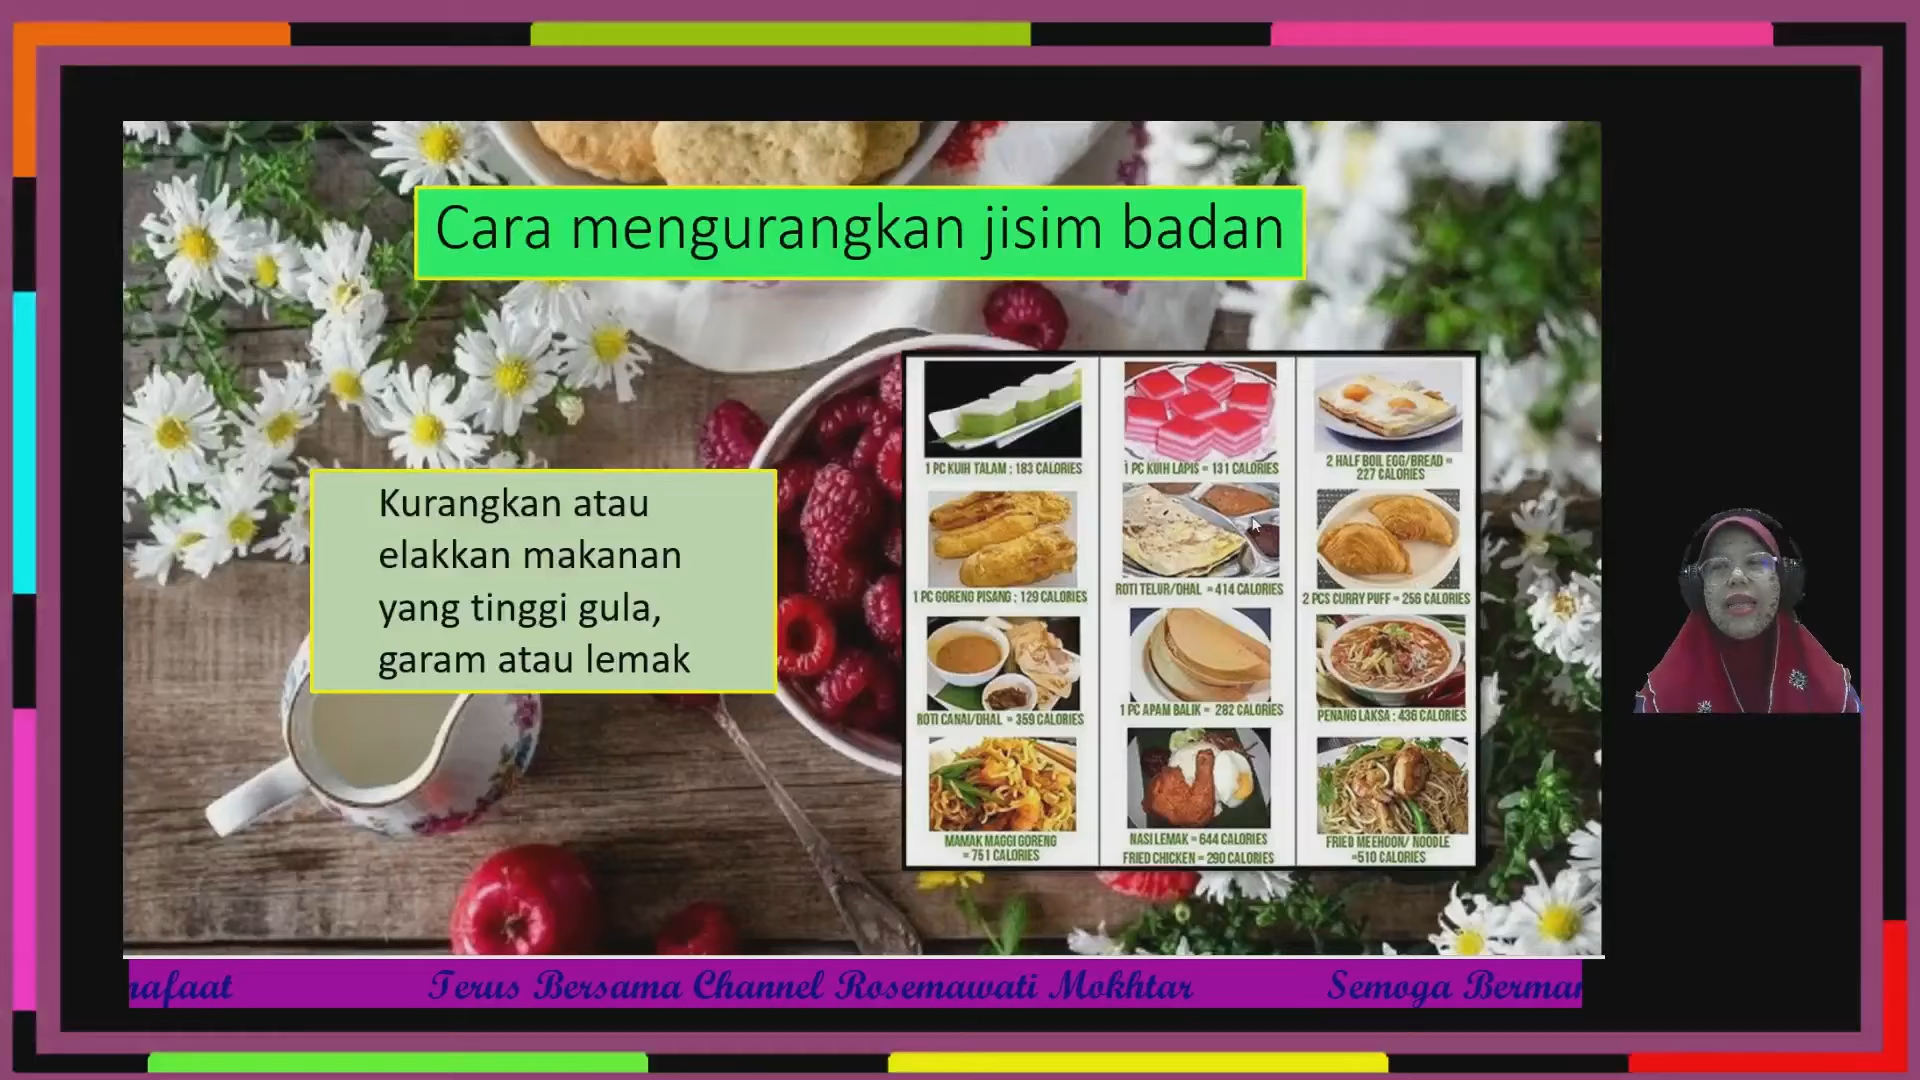 Cara mengurangkan jisim badan
Kurangkan atau
elakkan makanan
yang tinggi gula,
garam atau lemak
1 PC KUIH TALAM : 183 CALORIES
1 PC KUIH LAPIS = 131 CALORIES
2 HALF BOIL EGG/BREAD =
227 CALORIES
1 PC GORENG PISANG : 129 CALORIES
ROTI TELUR/DHAL = 414 CALORIES
2 PCS CURRY PUFF = 256 CALORIES
ROTI CANAI/DHAL = 359 CALORIES
1 PC APAM BALIK = 282 CALORIES
PENANG LAKSA : 436 CALORIES
MAMAK MAGGI GORENG
= 751 CALORIES
NASI LEMAK = 644 CALORIES
FRIED CHICKEN = 290 CALORIES
FRIED MEEHOON/ NOODLE
=510 CALORIES
nafaat Terus Bersama Channel Rosemawati Mokhtar Semoga Berman